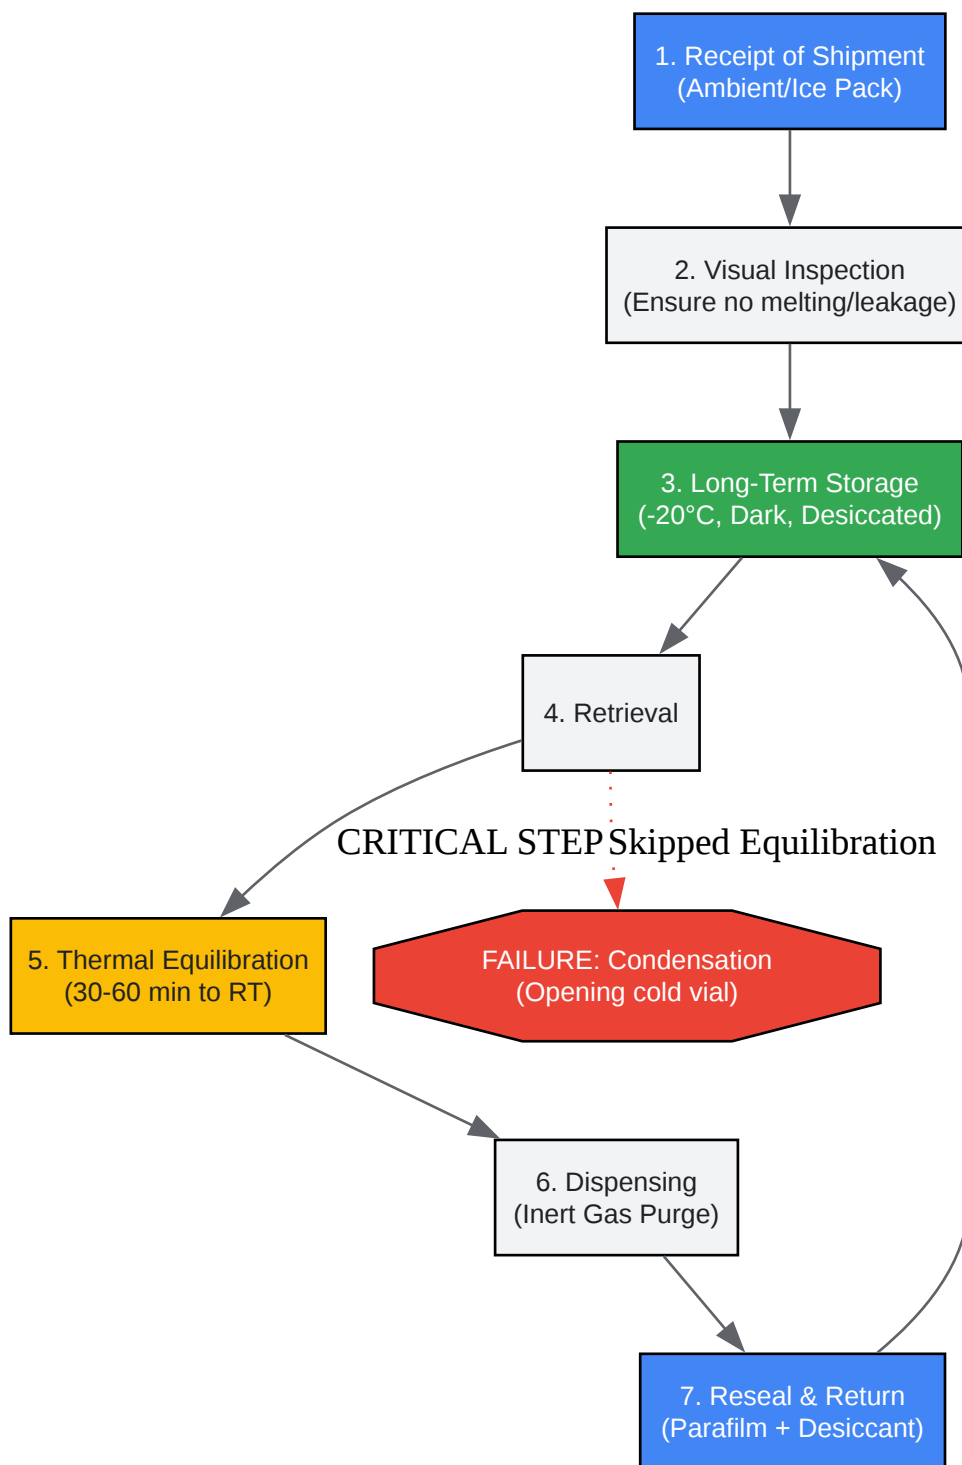 1. Receipt of Shipment
(Ambient/Ice Pack)
2. Visual Inspection
(Ensure no melting/leakage)
3. Long-Term Storage
(-20°C, Dark, Desiccated)
4. Retrieval
CRITICAL STEP
Skipped Equilibration
5. Thermal Equilibration
(30-60 min to RT)
FAILURE: Condensation
(Opening cold vial)
6. Dispensing
(Inert Gas Purge)
7. Reseal & Return
(Parafilm + Desiccant)